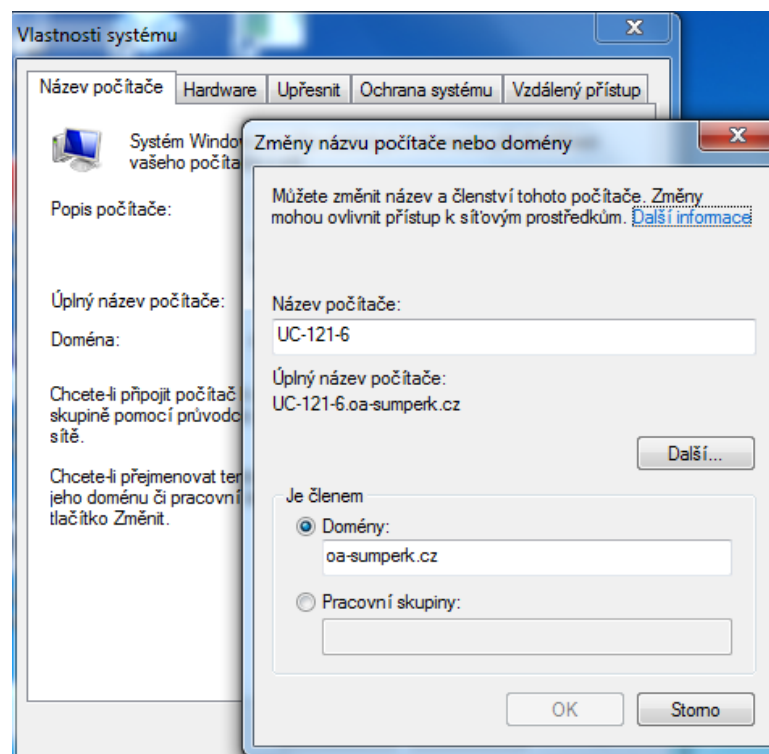 Vlastnosti systému
Název počítače
Hardware
Upřesnit
Ochrana systému
Vzdálený přístup
Systém
vašeho
Popis počítače:
Úplný název počítače:
Doména:
Chcete-li připojit počítač
skupině pomocí
sítě.
Chcete-li přejmenovat
jeho doménu či pracovní
tlačítko Změnit.
Změny názvu počítače nebo domény
Můžete změnit název a členství tohoto počítače. Změny
mohou ovlivnit přístup k síťovým prostředkům. Další informace
Název počítače:
UC-121-6
Úplný název počítače:
UC-121-6.oa-sumperk.cz
Další...
Je členem
Domény:
oa-sumperk.cz
Pracovní skupiny:
OK
Storno